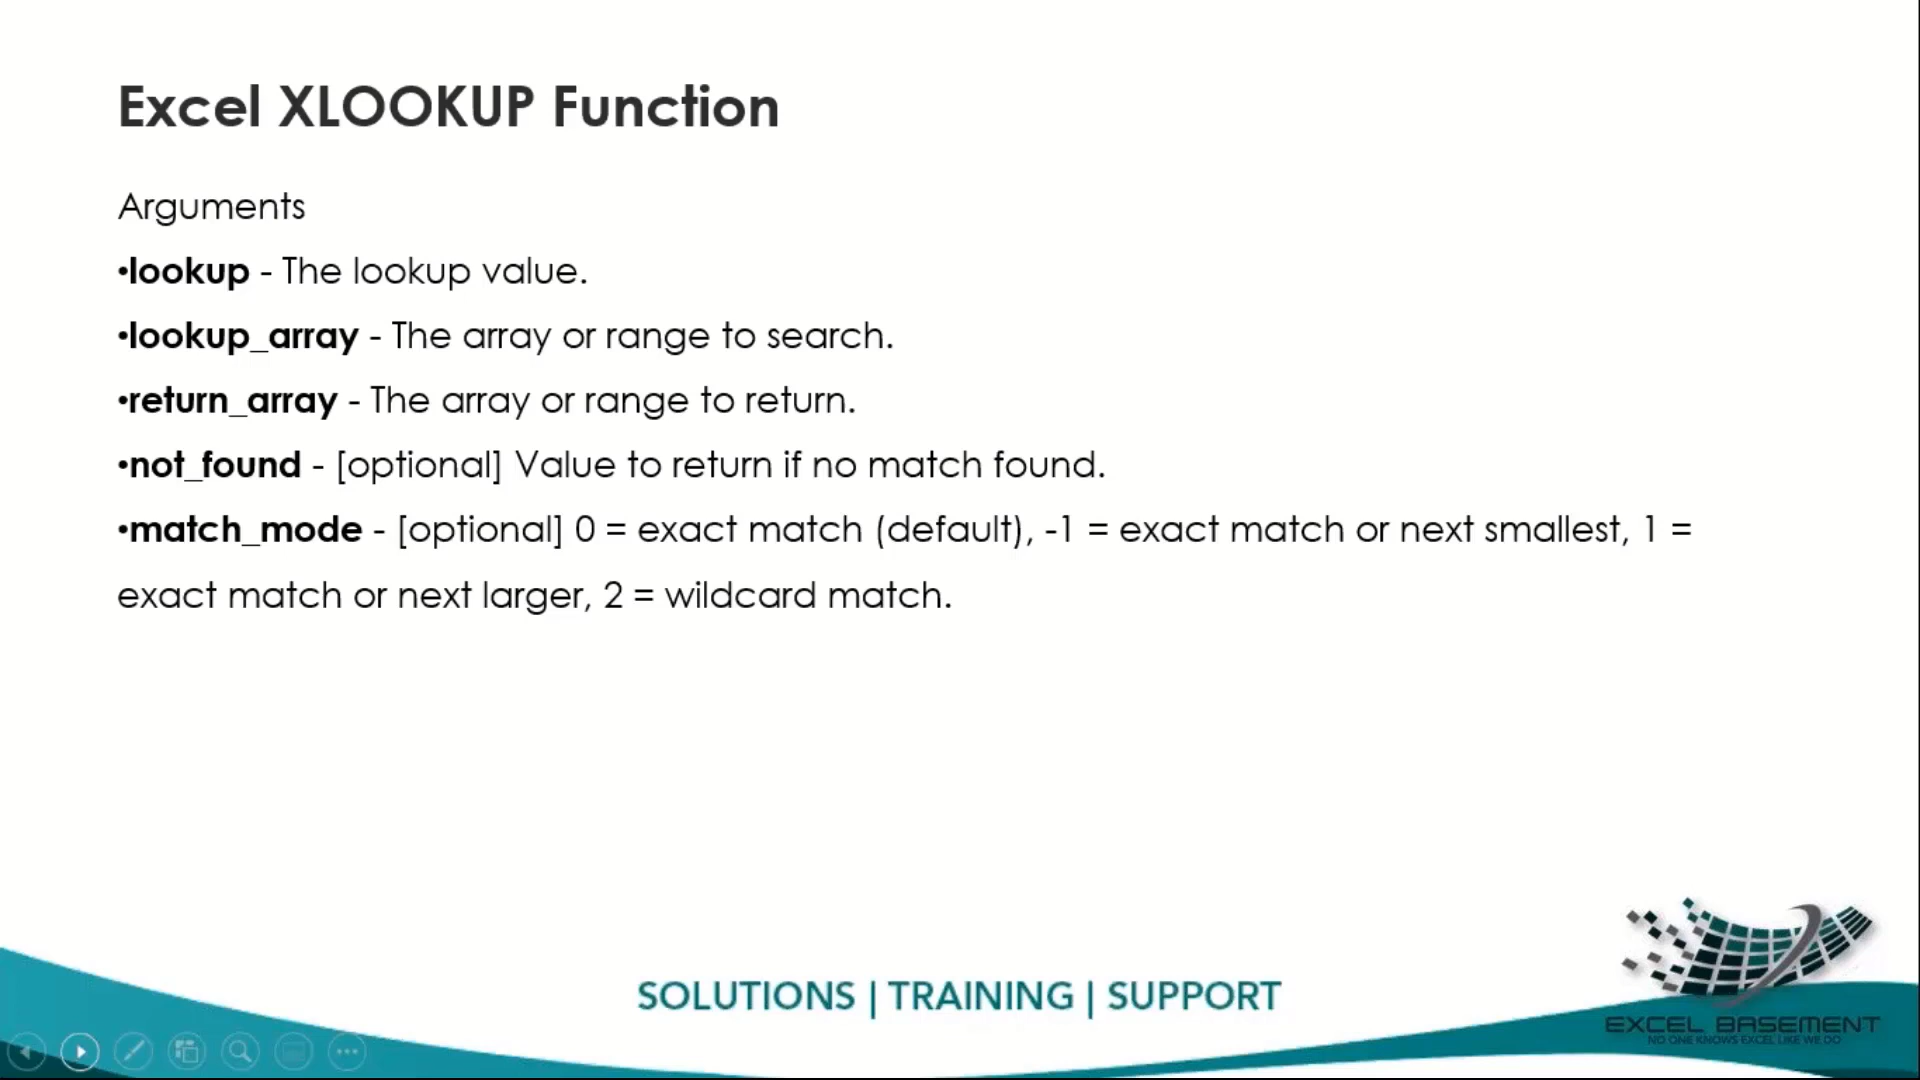 Excel XLOOKUP Function
Arguments
•lookup - The lookup value.
•lookup_array - The array or range to search.
•return_array - The array or range to return.
•not_found - [optional] Value to return if no match found.
•match_mode - [optional] 0 = exact match (default), -1 = exact match or next smallest, 1 =
exact match or next larger, 2 = wildcard match.
SOLUTIONS | TRAINING | SUPPORT
EXCEL BASEMENT
NO ONE KNOWS EXCEL LIKE WE DO